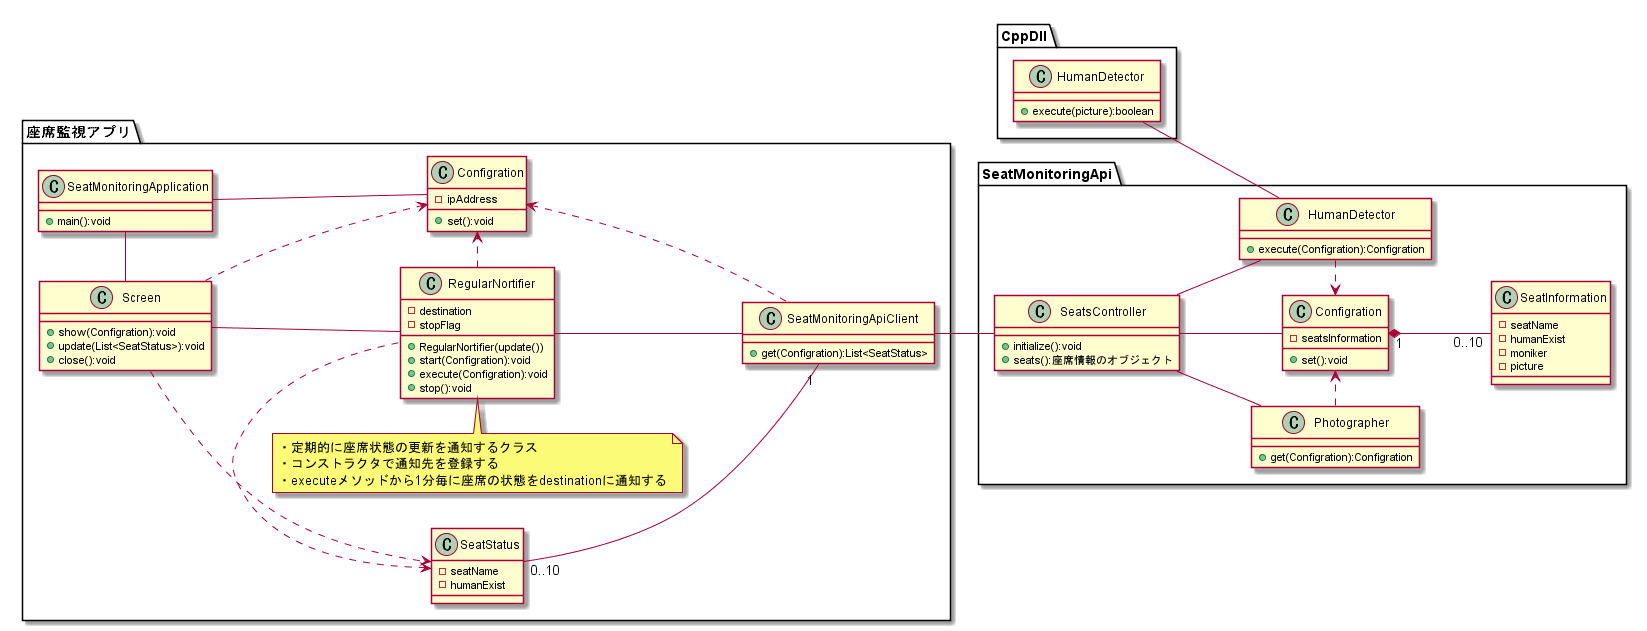 CppDll
C HumanDetector
execute(picture):boolean
座席監視アプリ
C SeatMonitoringApplication
main():void
C Configration
ipAddress
set():void
C Screen
show(Configration):void
update(List<SeatStatus>):void
close():void
C RegularNortifier
destination
stopFlag
RegularNortifier(update())
start(Configration):void
execute(Configration):void
stop():void
C SeatMonitoringApiClient
get(Configration):List<SeatStatus>
1
・定期的に座席状態の更新を通知するクラス
・コンストラクタで通知先を登録する
・executeメソッドから1分毎に座席の状態をdestinationに通知する
C SeatStatus
seatName
humanExist
0..10
SeatMonitoringApi
C HumanDetector
execute(Configration):Configration
C SeatsController
initialize():void
seats():座席情報のオブジェクト
C Configration
seatsInformation
set():void
1
0..10
C SeatInformation
seatName
humanExist
moniker
picture
C Photographer
get(Configration):Configration